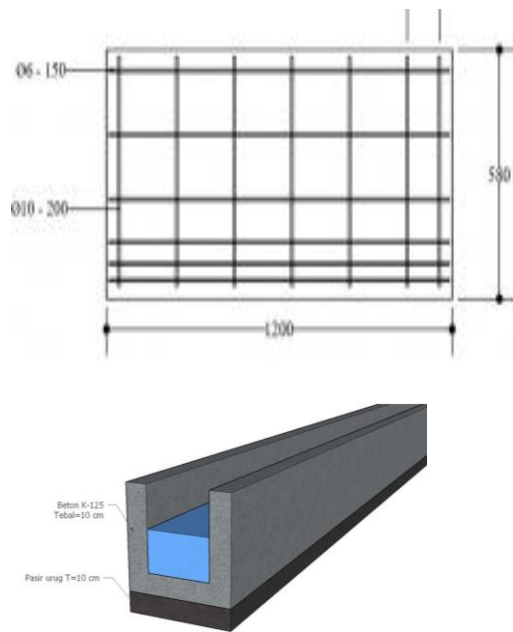 Ø6 - 150
580
Ø10 - 200
1200
Beton K-125
Tebal=10 cm
Pasir urug T=10 cm